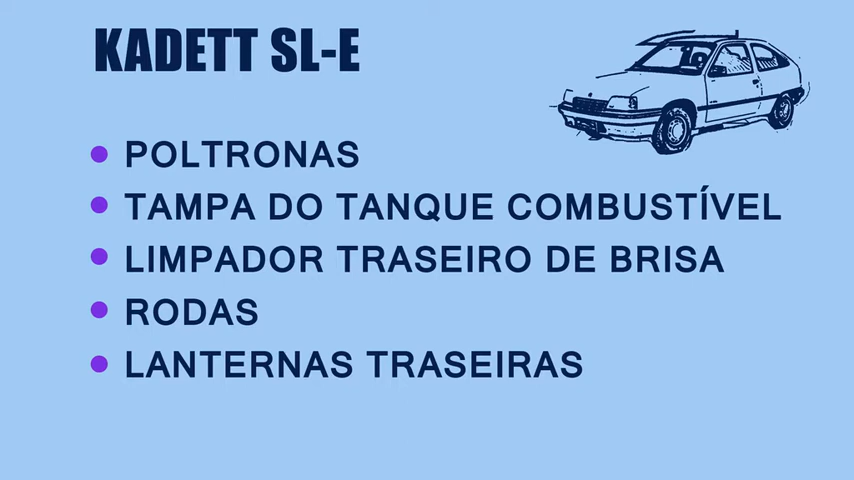 KADETT SL-E
POLTRONAS
TAMPA DO TANQUE COMBUSTÍVEL
LIMPADOR TRASEIRO DE BRISA
RODAS
LANTERNAS TRASEIRAS